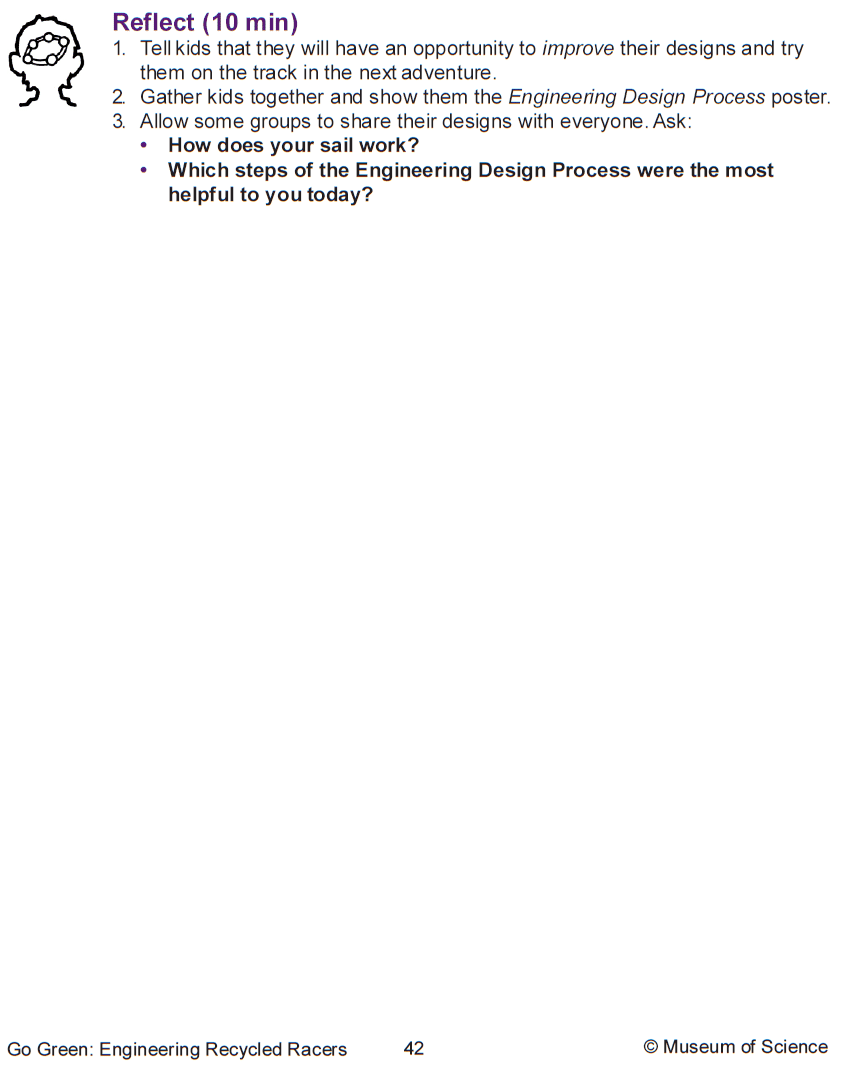 Reflect (10 min)
1. Tell kids that they will have an opportunity to improve their designs and try
them on the track in the next adventure.
2. Gather kids together and show them the Engineering Design Process poster.
3. Allow some groups to share their designs with everyone. Ask:
• How does your sail work?
• Which steps of the Engineering Design Process were the most
helpful to you today?
Go Green: Engineering Recycled Racers 42 © Museum of Science